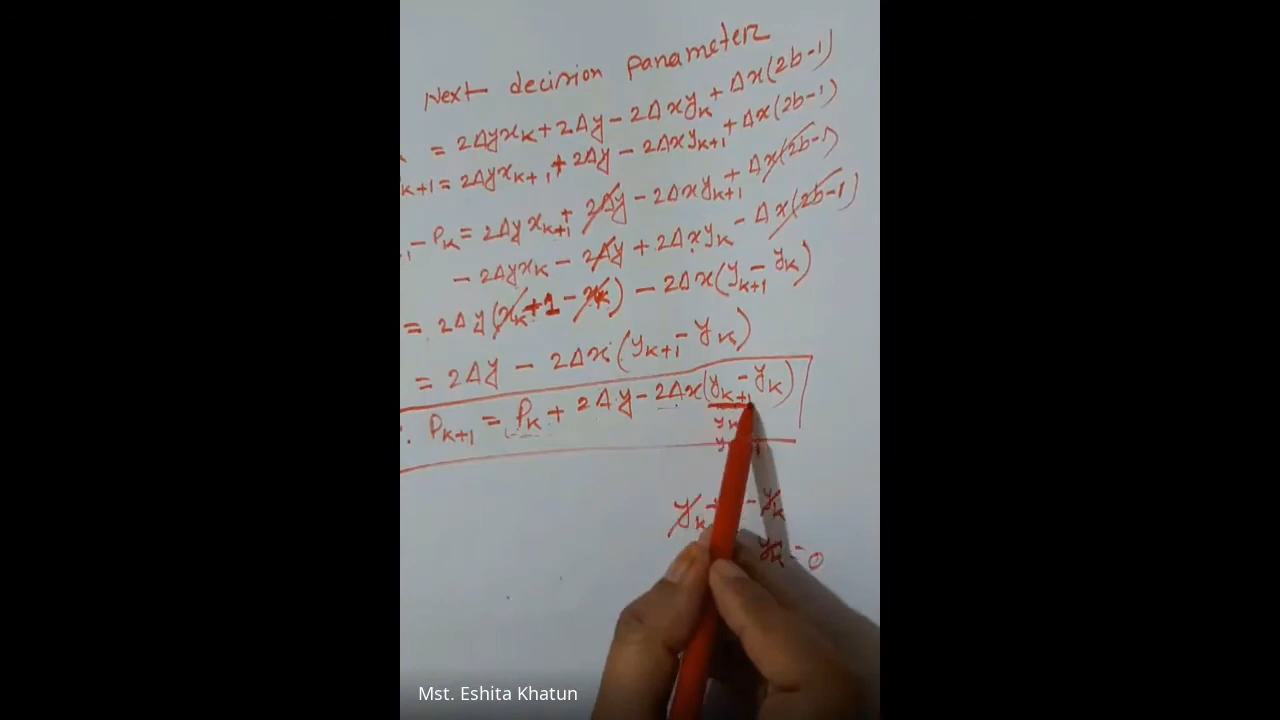 Next decision parameter
= 2Δyxₖ + 2Δy - 2Δxyₖ + Δx(2b-1)
ₖ+1 = 2Δyxₖ+1 + 2Δy - 2Δxyₖ+1 + Δx(2b-1)
1 - Pₖ = 2Δyxₖ+1 + 2Δy - 2Δxyₖ+1 + Δx(2b-1)
- 2Δyxₖ - 2Δy + 2Δxyₖ - Δx(2b-1)
= 2Δy(xₖ+1 - xₖ) - 2Δx(yₖ+1 - yₖ)
= 2Δy - 2Δx(yₖ+1 - yₖ)
Pₖ+1 = Pₖ + 2Δy - 2Δx(yₖ+1 - yₖ)
yₖ
yₖ - yₖ
yₖ = 0
Mst. Eshita Khatun